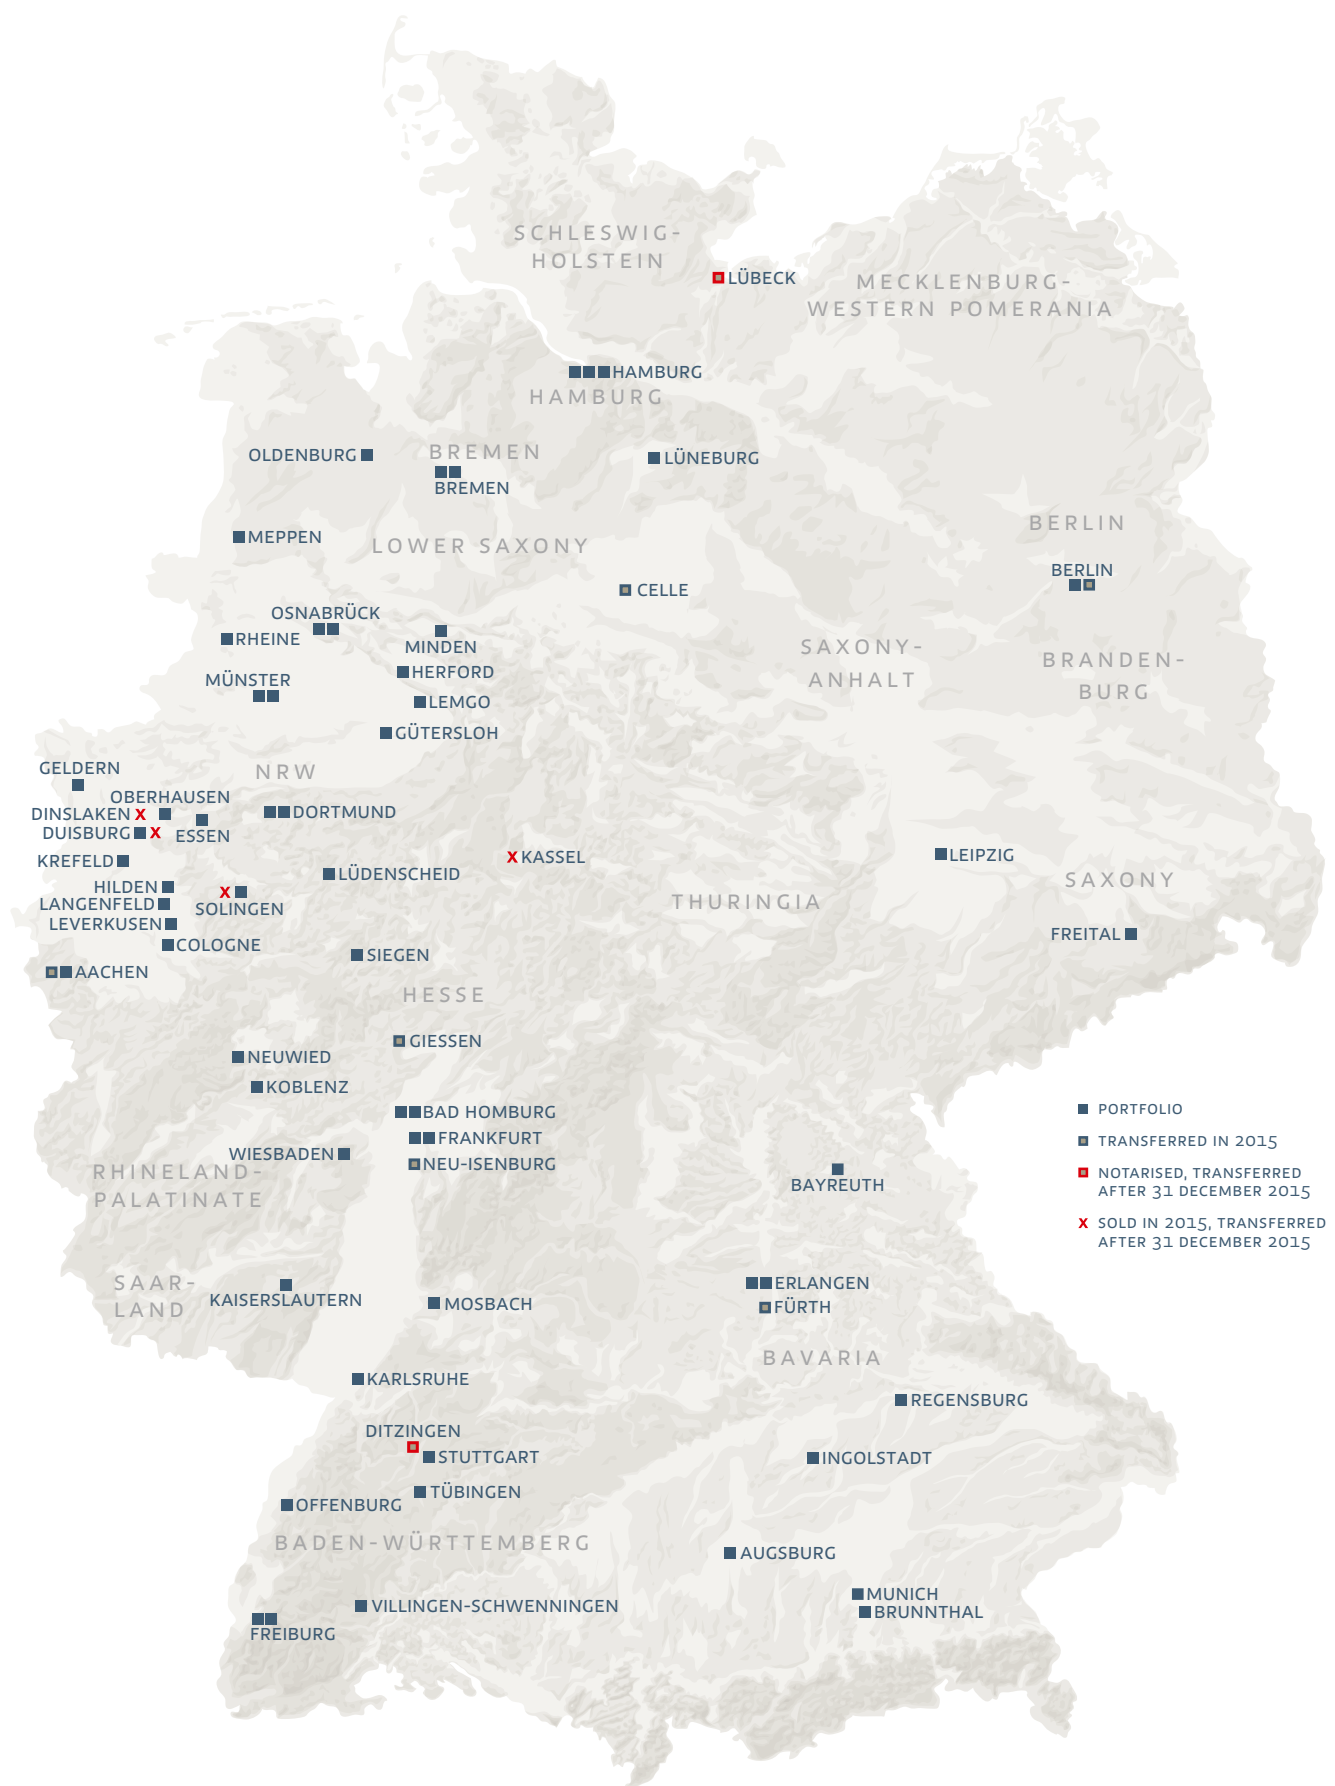 SCHLESWIG-
HOLSTEIN
LÜBECK
MECKLENBURG-
WESTERN POMERANIA
HAMBURG
HAMBURG
OLDENBURG
BREMEN
LÜNEBURG
BREMEN
BERLIN
MEPPEN
LOWER SAXONY
BERLIN
CELLE
OSNABRÜCK
RHEINE
MINDEN
SAXONY-
ANHALT
BRANDEN-
BURG
HERFORD
MÜNSTER
LEMGO
GÜTERSLOH
GELDERN
NRW
OBERHAUSEN
DINSLAKEN X
DORTMUND
DUISBURG X
ESSEN
KREFELD
X KASSEL
LEIPZIG
LÜDENSCHEID
SAXONY
HILDEN
X
LANGENFELD
SOLINGEN
THURINGIA
LEVERKUSEN
FREITAL
COLOGNE
SIEGEN
AACHEN
HESSE
GIESSEN
NEUWIED
KOBLENZ
BAD HOMBURG
PORTFOLIO
FRANKFURT
TRANSFERRED IN 2015
WIESBADEN
NEU-ISENBURG
RHINELAND-
PALATINATE
NOTARISED, TRANSFERRED
AFTER 31 DECEMBER 2015
BAYREUTH
X SOLD IN 2015, TRANSFERRED
AFTER 31 DECEMBER 2015
SAAR-
LAND
ERLANGEN
KAISERSLAUTERN
MOSBACH
FÜRTH
BAVARIA
KARLSRUHE
REGENSBURG
DITZINGEN
STUTTGART
INGOLSTADT
TÜBINGEN
OFFENBURG
BADEN-WÜRTTEMBERG
AUGSBURG
MUNICH
VILLINGEN-SCHWENNINGEN
BRUNNTHAL
FREIBURG